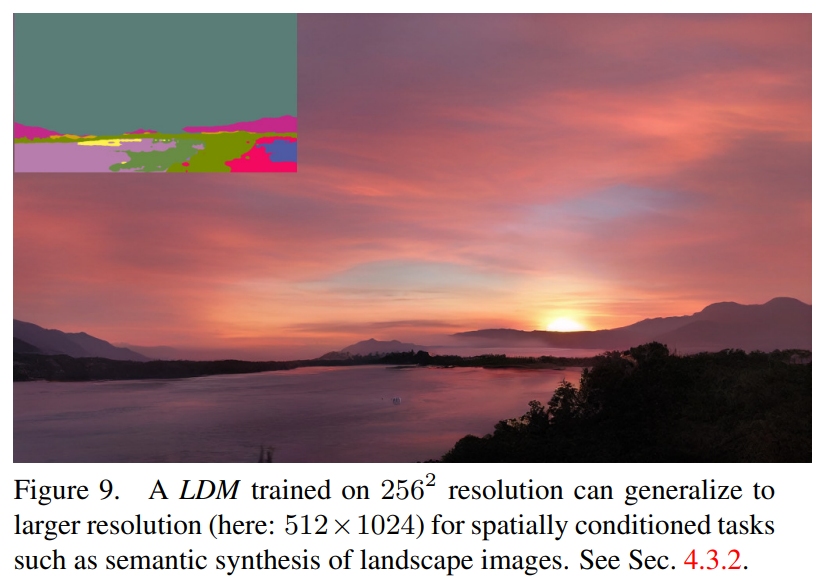 Figure 9. A LDM trained on 256² resolution can generalize to
larger resolution (here: 512×1024) for spatially conditioned tasks
such as semantic synthesis of landscape images. See Sec. 4.3.2.